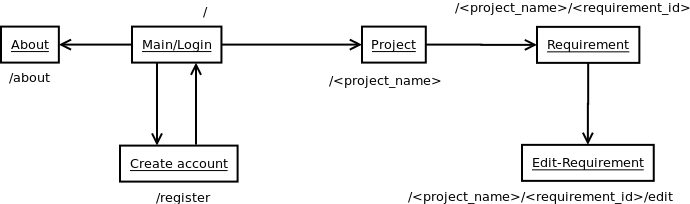 /
/<project_name>/<requirement_id>
About
Main/Login
Project
Requirement
/about
/<project_name>
Create account
Edit-Requirement
/register
/<project_name>/<requirement_id>/edit